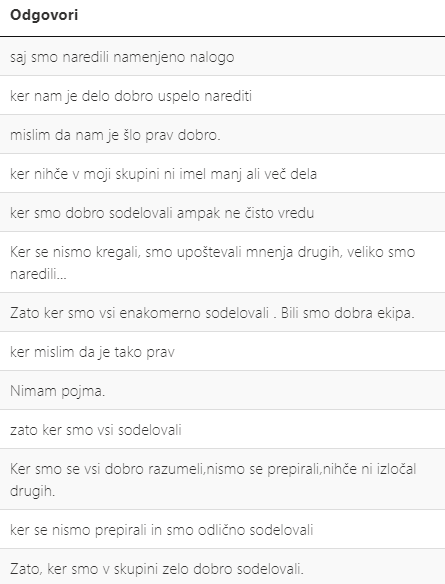 Odgovori
saj smo naredili namenjeno nalogo
ker nam je delo dobro uspelo narediti
mislim da nam je šlo prav dobro.
ker nihče v moji skupini ni imel manj ali več dela
ker smo dobro sodelovali ampak ne čisto vredu
Ker se nismo kregali, smo upoštevali mnenja drugih, veliko smo
naredili...
Zato ker smo vsi enakomerno sodelovali . Bili smo dobra ekipa.
ker mislim da je tako prav
Nimam pojma.
zato ker smo vsi sodelovali
Ker smo se vsi dobro razumeli,nismo se prepirali,nihče ni izločal
drugih.
ker se nismo prepirali in smo odlično sodelovali
Zato, ker smo v skupini zelo dobro sodelovali.